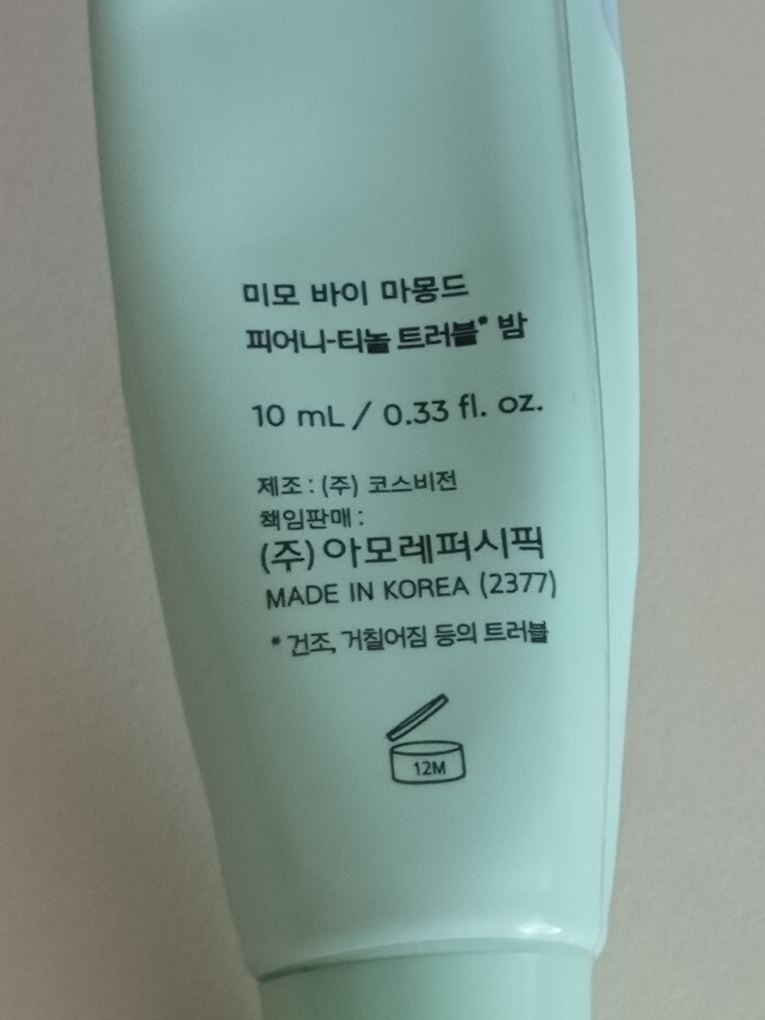 미모 바이 마몽드
피어니-티놀 트러블* 밤
10 mL / 0.33 fl. oz.
제조 : (주) 코스비전
책임판매 :
(주)아모레퍼시픽
MADE IN KOREA (2377)
* 건조, 거칠어짐 등의 트러블
12M